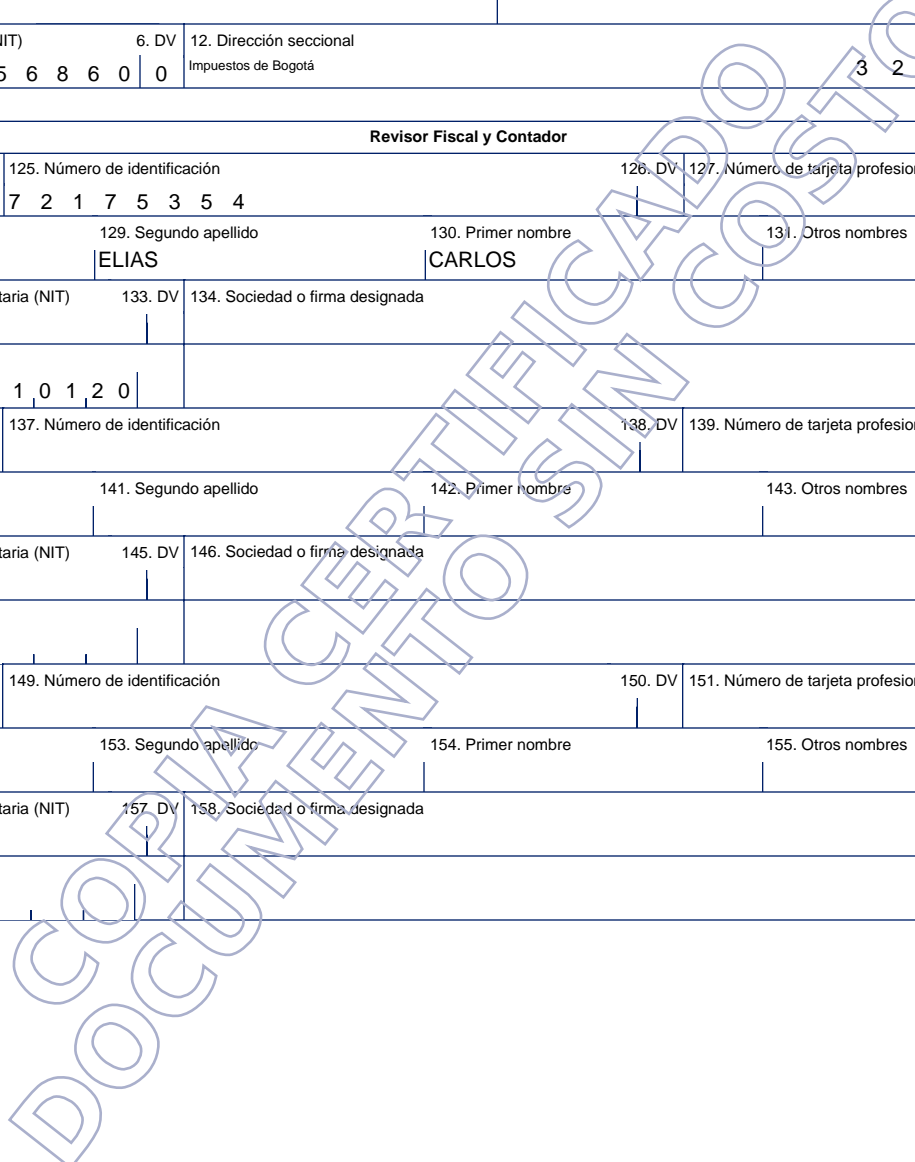 NIT) 6. DV 12. Dirección seccional
5 6 8 6 0 0 Impuestos de Bogotá 3 2
Revisor Fiscal y Contador
125. Número de identificación 126. DV 127. Número de tarjeta profesion
7 2 1 7 5 3 5 4
129. Segundo apellido 130. Primer nombre 131. Otros nombres
ELIAS CARLOS
taria (NIT) 133. DV 134. Sociedad o firma designada
1 0 1 2 0
137. Número de identificación 138. DV 139. Número de tarjeta profesion
141. Segundo apellido 142. Primer nombre 143. Otros nombres
taria (NIT) 145. DV 146. Sociedad o firma designada
149. Número de identificación 150. DV 151. Número de tarjeta profesion
153. Segundo apellido 154. Primer nombre 155. Otros nombres
taria (NIT) 157. DV 158. Sociedad o firma designada
COPIA CERTIFICADO
DOCUMENTO SIN COSTO